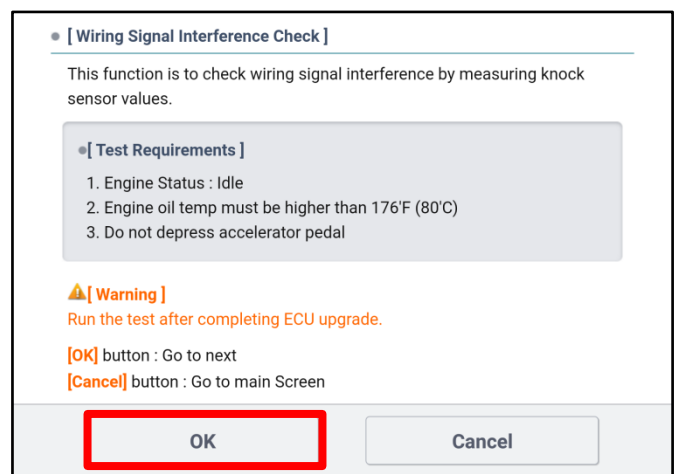 [ Wiring Signal Interference Check ]
This function is to check wiring signal interference by measuring knock
sensor values.
[ Test Requirements ]
1. Engine Status : Idle
2. Engine oil temp must be higher than 176'F (80'C)
3. Do not depress accelerator pedal
[ Warning ]
Run the test after completing ECU upgrade.
[OK] button : Go to next
[Cancel] button : Go to main Screen
OK Cancel